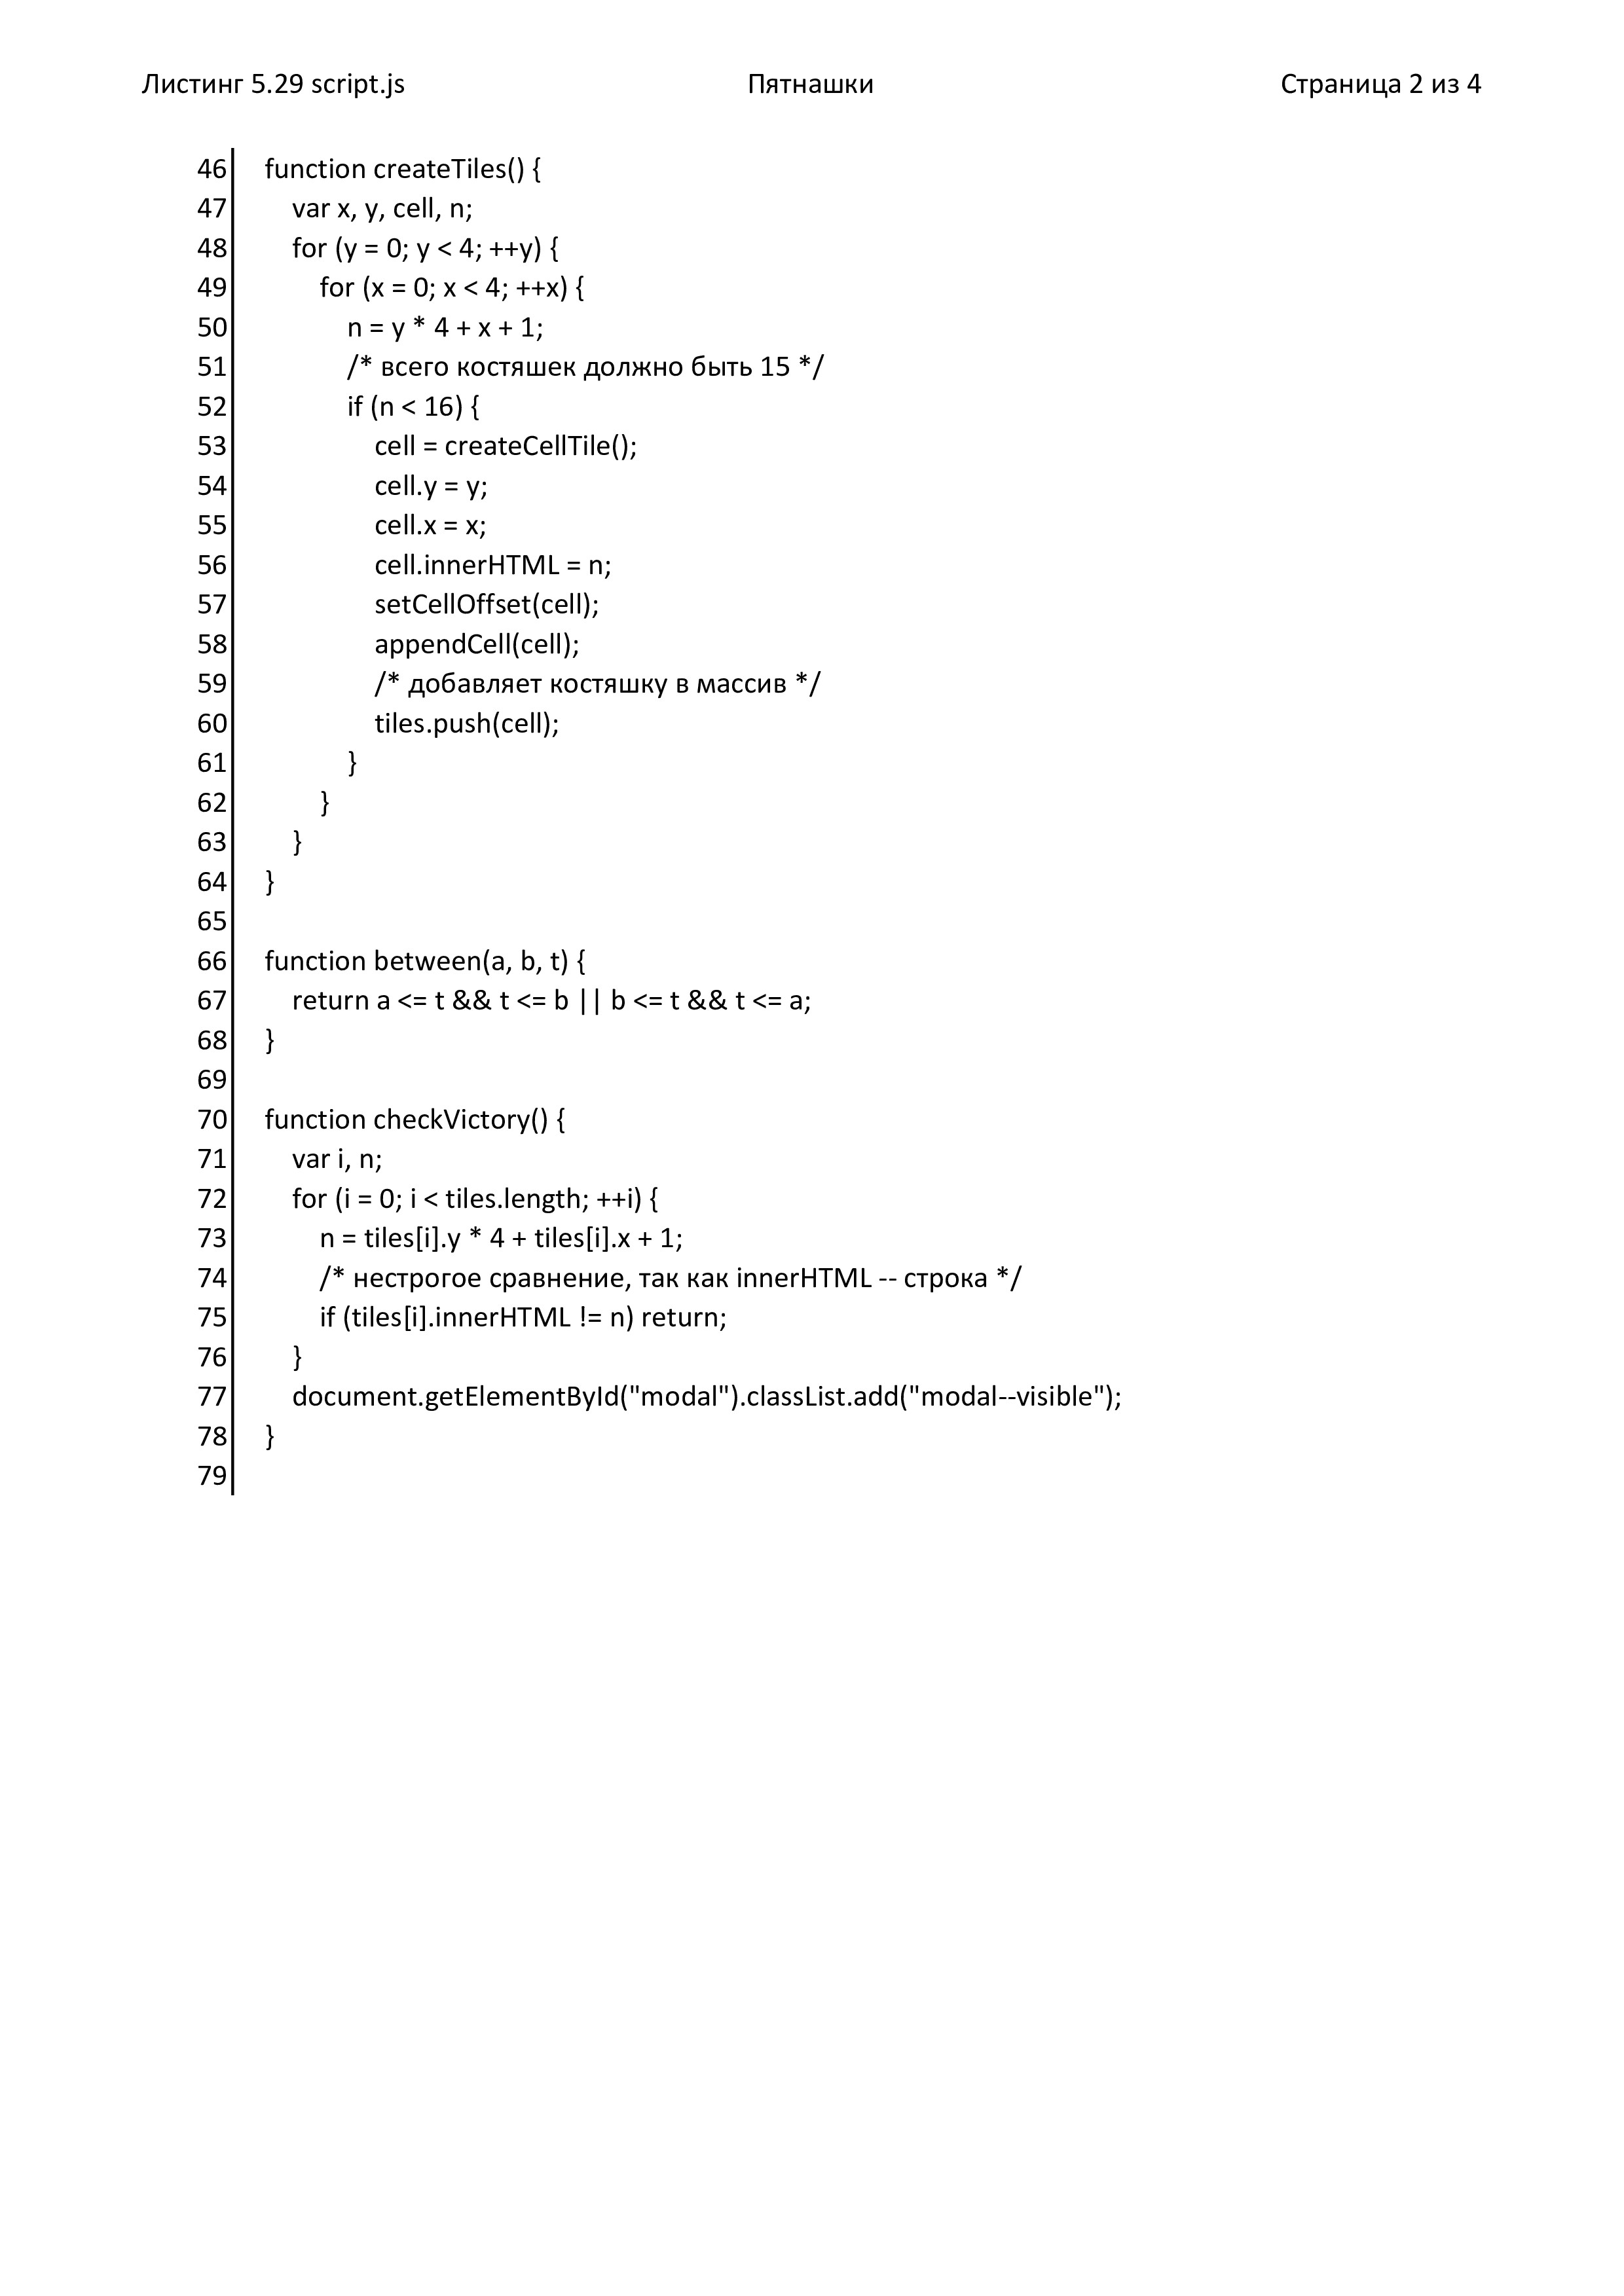 Листинг 5.29 script.js Пятнашки Страница 2 из 4
46 function createTiles() {
47 var x, y, cell, n;
48 for (y = 0; y < 4; ++y) {
49 for (x = 0; x < 4; ++x) {
50 n = y * 4 + x + 1;
51 /* всего костяшек должно быть 15 */
52 if (n < 16) {
53 cell = createCellTile();
54 cell.y = y;
55 cell.x = x;
56 cell.innerHTML = n;
57 setCellOffset(cell);
58 appendCell(cell);
59 /* добавляет костяшку в массив */
60 tiles.push(cell);
61 }
62 }
63 }
64 }
65
66 function between(a, b, t) {
67 return a <= t && t <= b || b <= t && t <= a;
68 }
69
70 function checkVictory() {
71 var i, n;
72 for (i = 0; i < tiles.length; ++i) {
73 n = tiles[i].y * 4 + tiles[i].x + 1;
74 /* нестрогое сравнение, так как innerHTML -- строка */
75 if (tiles[i].innerHTML != n) return;
76 }
77 document.getElementById("modal").classList.add("modal--visible");
78 }
79